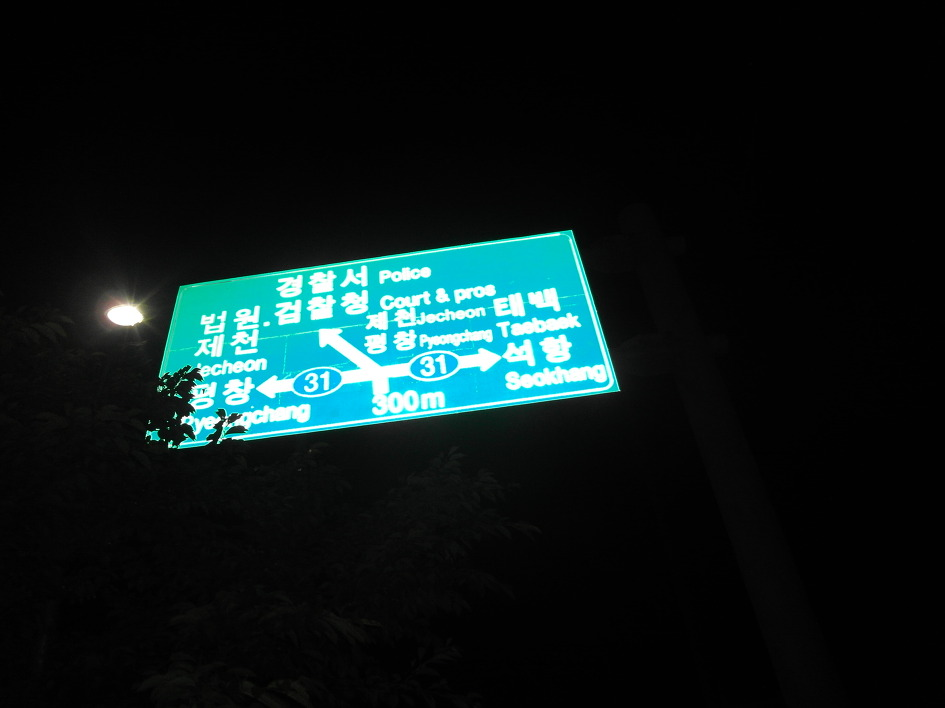 경찰서 Police
법원.검찰청 Court & pros
제천 Jecheon
평창 Pyeongchang
태백
Taebaek
제천
Jecheon
평창
Pyeongchang
31
31
석항
Seokhang
300m